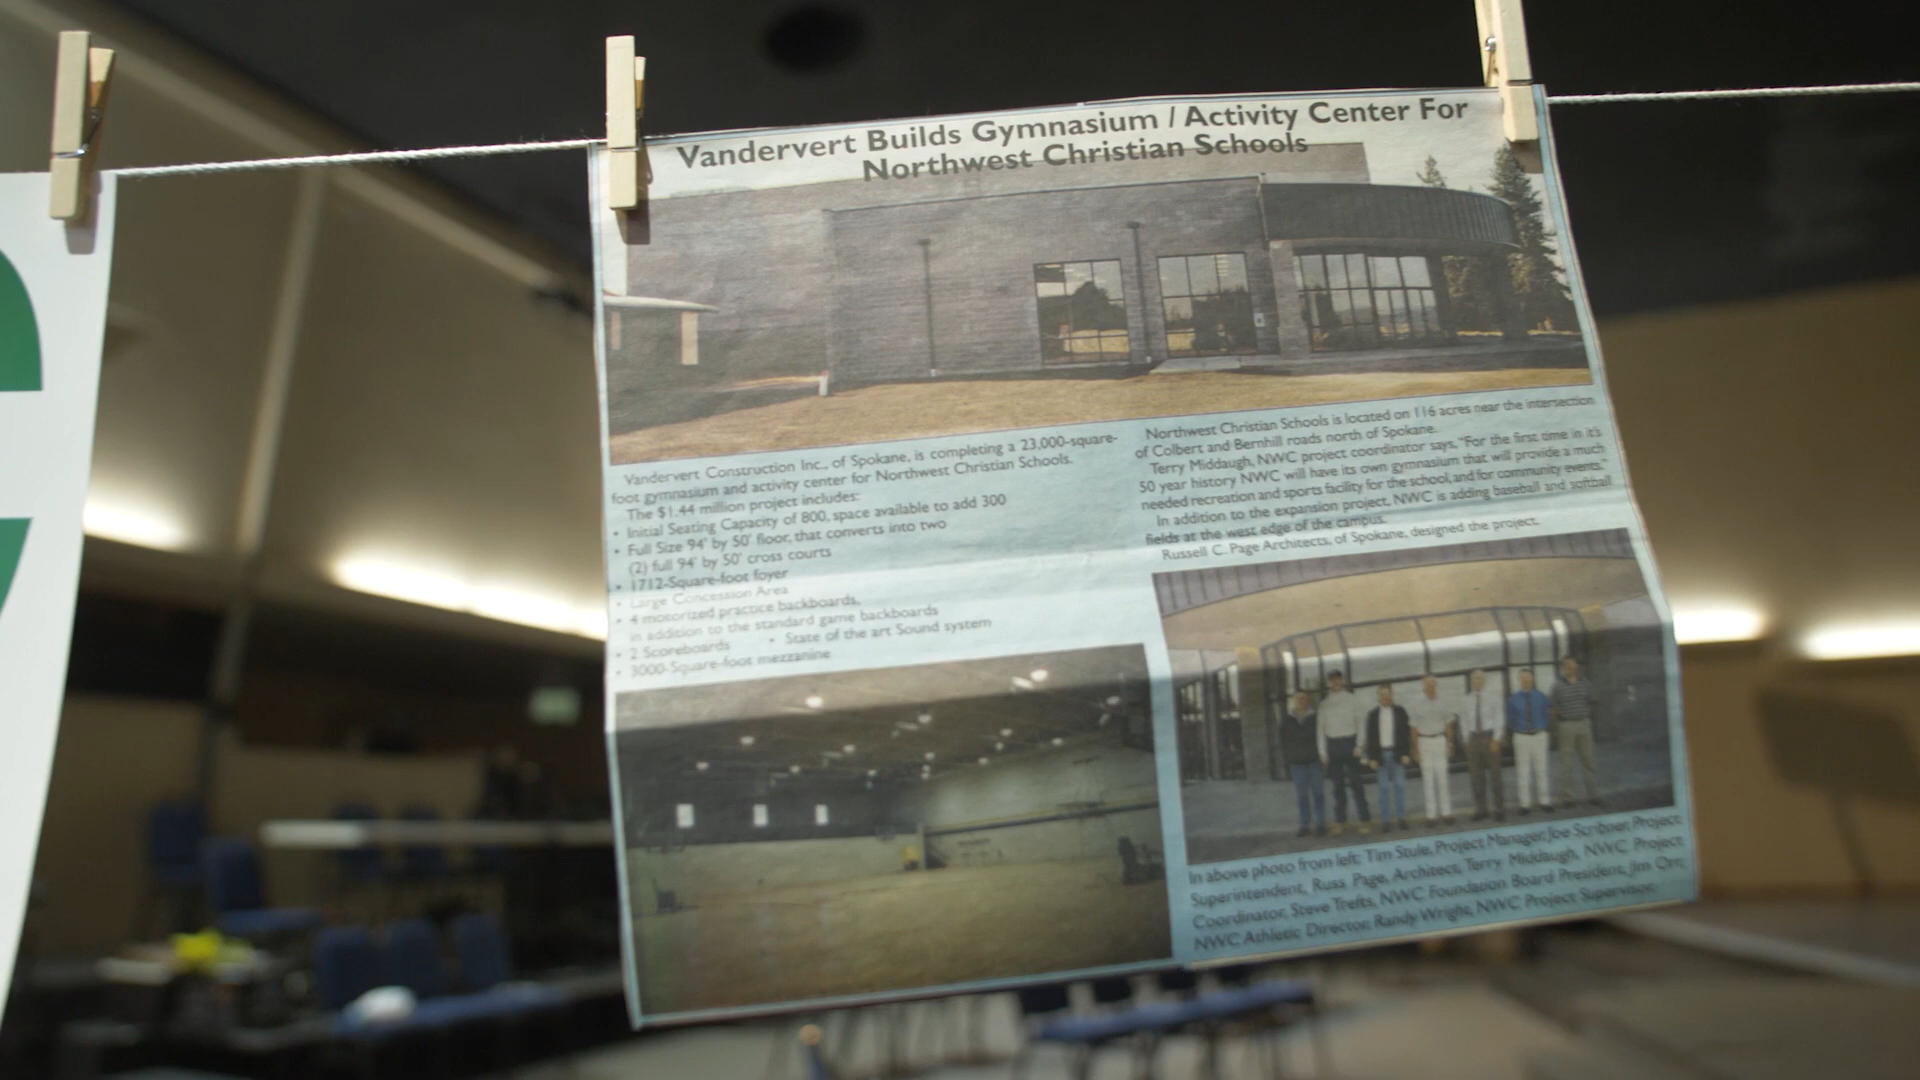 Vandervert Builds Gymnasium / Activity Center For
Northwest Christian Schools
Vandervert Construction Inc., of Spokane, is completing a 23,000-square-
foot gymnasium and activity center for Northwest Christian Schools.
The $1.44 million project includes:
• Initial Seating Capacity of 800, space available to add 300
• Full Size 94' by 50' floor, that converts into two
(2) full 94' by 50' cross courts
• 1712-Square-foot foyer
• Large Concession Area
• 4 motorized practice backboards,
in addition to the standard game backboards
• 2 Scoreboards • State of the art Sound system
• 3000-Square-foot mezzanine
Northwest Christian Schools is located on 116 acres near the intersection
of Colbert and Bernhill roads north of Spokane.
Terry Middaugh, NWC project coordinator says, "For the first time in it's
50 year history NWC will have its own gymnasium that will provide a much
needed recreation and sports facility for the school, and for community events."
In addition to the expansion project, NWC is adding baseball and softball
fields at the west edge of the campus.
Russell C. Page Architects, of Spokane, designed the project.
In above photo from left: Tim Stule, Project Manager, Joe Scribner, Project
Superintendent, Russ Page, Architect, Terry Middaugh, NWC Project
Coordinator, Steve Trefts, NWC Foundation Board President, Jim Orr,
NWC Athletic Director, Randy Wright, NWC Project Supervisor.